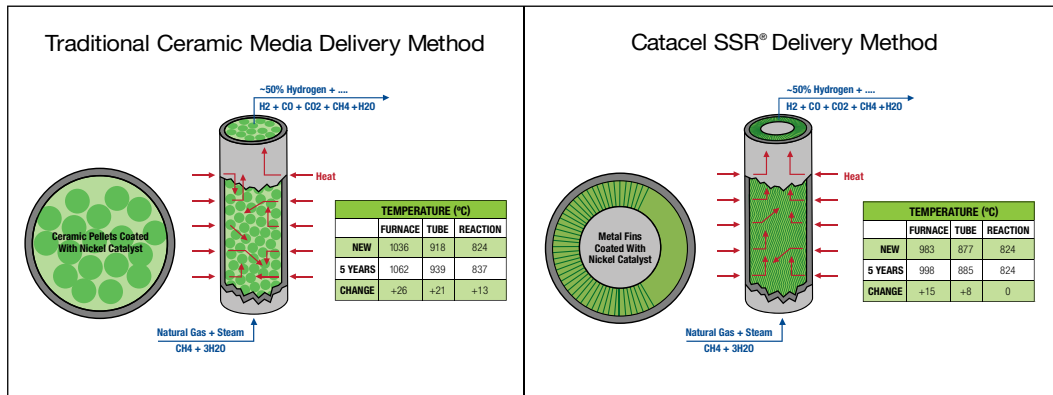 Traditional Ceramic Media Delivery Method
~50% Hydrogen + ....
H2 + CO + CO2 + CH4 +H2O
Heat
Ceramic Pellets Coated
With Nickel Catalyst
TEMPERATURE (ºC)
FURNACE TUBE REACTION
NEW 1036 918 824
5 YEARS 1062 939 837
CHANGE +26 +21 +13
Natural Gas + Steam
CH4 + 3H2O
Catacel SSR® Delivery Method
~50% Hydrogen + ....
H2 + CO + CO2 + CH4 +H2O
Heat
Metal Fins
Coated With
Nickel Catalyst
TEMPERATURE (ºC)
FURNACE TUBE REACTION
NEW 983 877 824
5 YEARS 998 885 824
CHANGE +15 +8 0
Natural Gas + Steam
CH4 + 3H2O